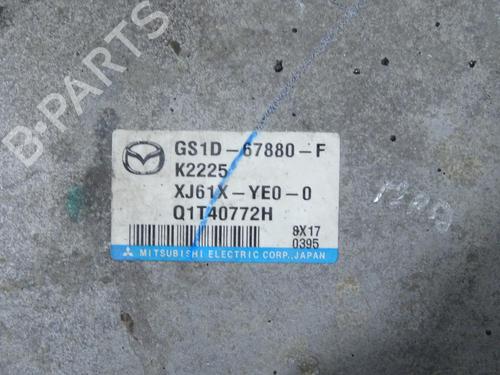 B-PARTS
GS1D-67880-F
K2225
XJ61X-YE0-0
Q1T40772H
8X17
0395
MITSUBISHI ELECTRIC CORP., JAPAN